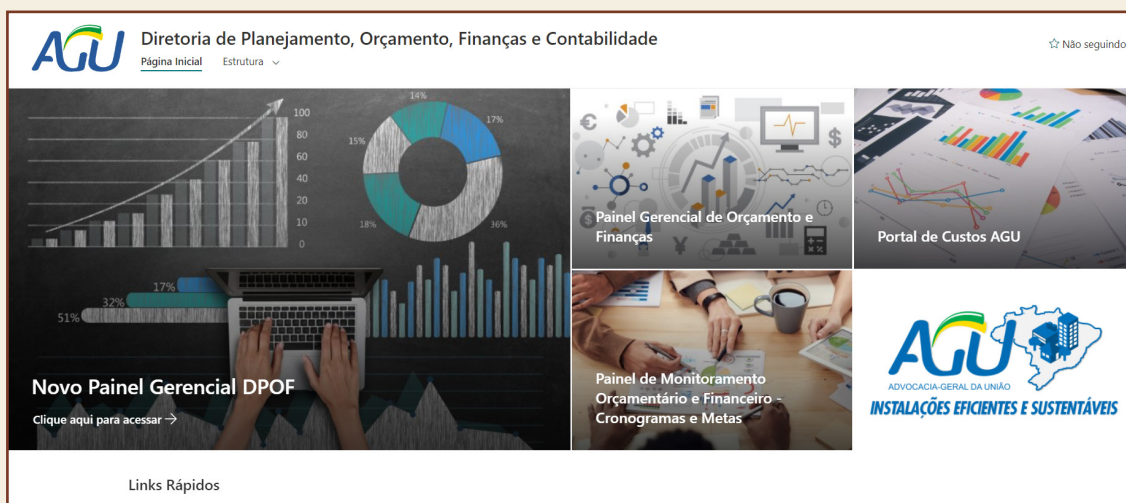 AGU
Diretoria de Planejamento, Orçamento, Finanças e Contabilidade
Página Inicial Estrutura
Não seguindo
100
80
60
40
20
10
0
14%
17%
15%
18%
36%
17%
32%
51%
Novo Painel Gerencial DPOF
Clique aqui para acessar →
Painel Gerencial de Orçamento e
Finanças
Portal de Custos AGU
Painel de Monitoramento
Orçamentário e Financeiro -
Cronogramas e Metas
AGU
ADVOCACIA-GERAL DA UNIÃO
INSTALAÇÕES EFICIENTES E SUSTENTÁVEIS
Links Rápidos